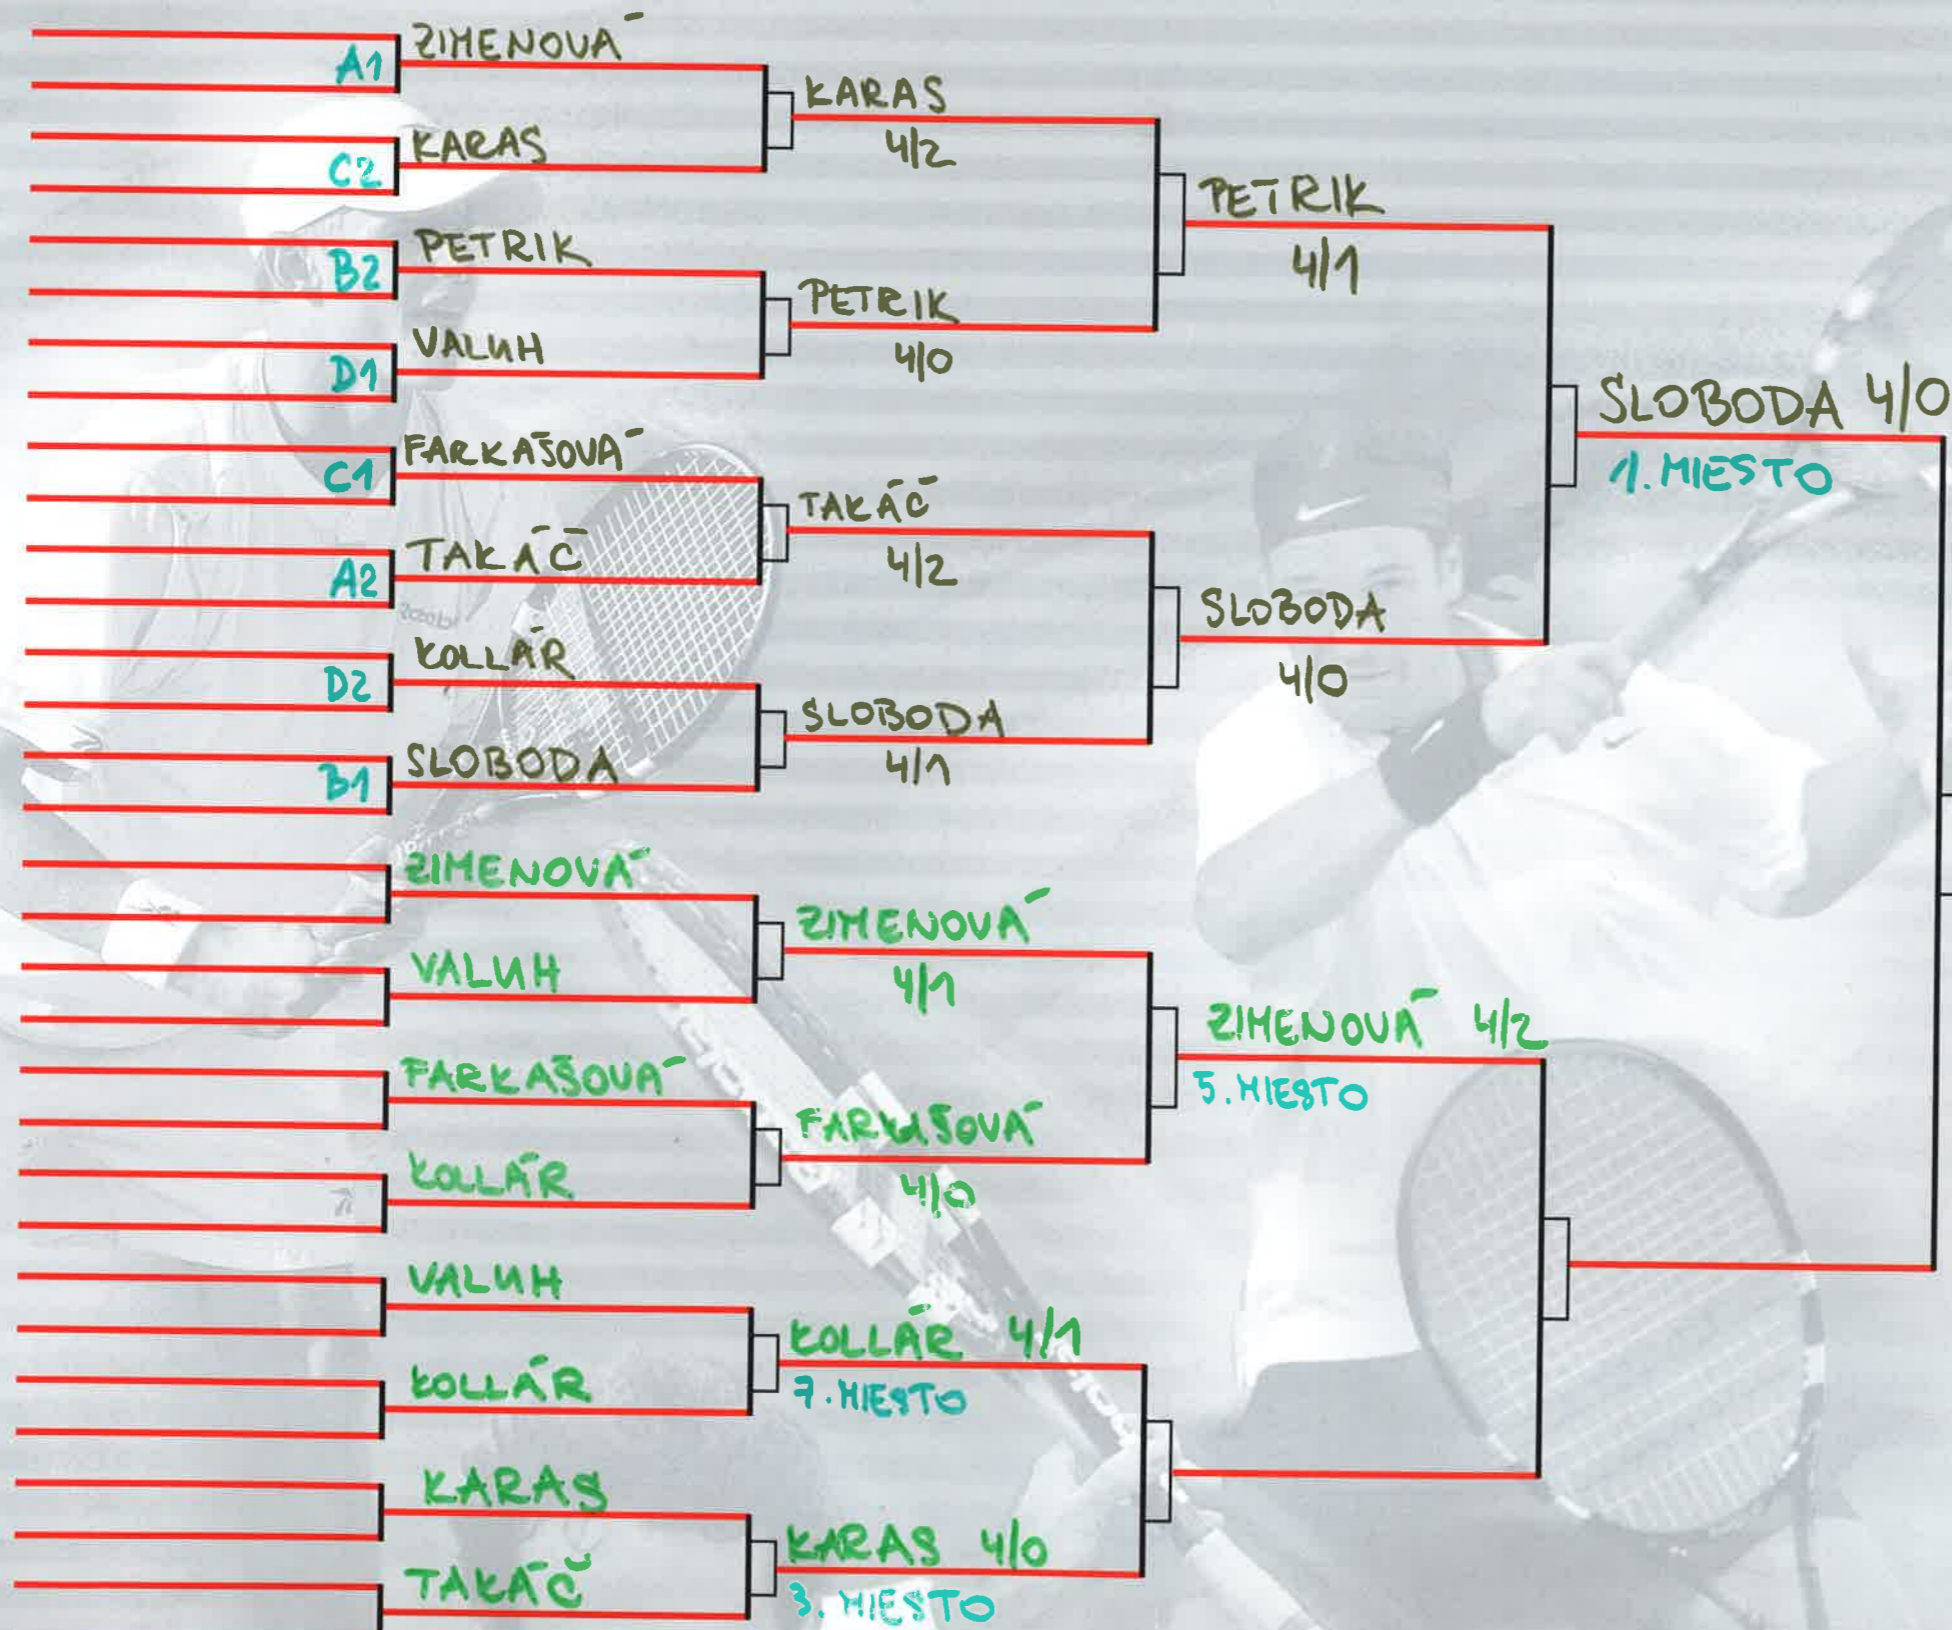 A1 ZIMENOVÁ
C2 KARAS
KARAS
4/2
B2 PETRIK
D1 VALUH
PETRIK
4/0
PETRIK
4/1
C1 FARKAŠOVÁ
A2 TAKÁČ
TAKÁČ
4/2
D2 KOLLÁR
B1 SLOBODA
SLOBODA
4/1
SLOBODA
4/0
SLOBODA 4/0
1. MIESTO
ZIMENOVÁ
VALUH
ZIMENOVÁ
4/1
FARKAŠOVÁ
KOLLÁR
FARKAŠOVÁ
4/0
ZIMENOVÁ 4/2
5. MIESTO
VALUH
KOLLÁR
KOLLÁR 4/1
7. MIESTO
KARAS
TAKÁČ
KARAS 4/0
3. MIESTO